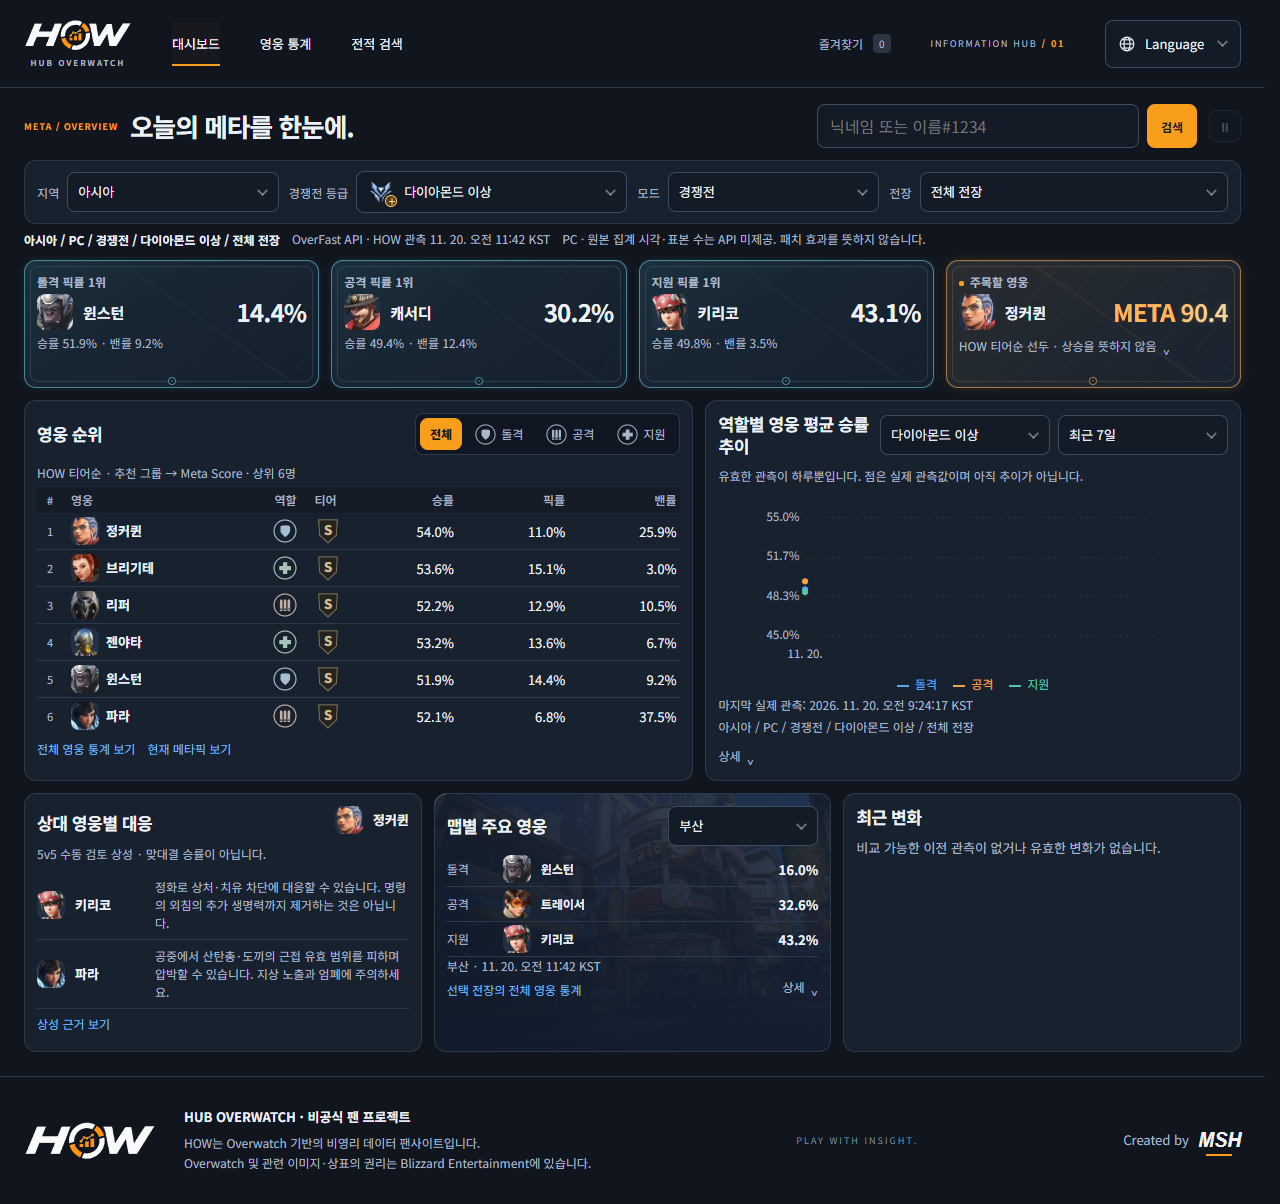 HOW
HUB OVERWATCH
대시보드
영웅 통계
전적 검색
즐겨찾기 0
INFORMATION HUB / 01
Language
META / OVERVIEW
오늘의 메타를 한눈에.
닉네임 또는 이름#1234
검색
지역 아시아
경쟁전 등급 다이아몬드 이상
모드 경쟁전
전장 전체 전장
아시아 / PC / 경쟁전 / 다이아몬드 이상 / 전체 전장 OverFast API · HOW 관측 11. 20. 오전 11:42 KST PC · 원본 집계 시각·표본 수는 API 미제공. 패치 효과를 뜻하지 않습니다.
돌격 픽률 1위
윈스턴 14.4%
승률 51.9% · 밴률 9.2%
공격 픽률 1위
캐서디 30.2%
승률 49.4% · 밴률 12.4%
지원 픽률 1위
키리코 43.1%
승률 49.8% · 밴률 3.5%
주목할 영웅
정커퀸 META 90.4
HOW 티어순 선두 · 상승을 뜻하지 않음
영웅 순위
전체 돌격 공격 지원
HOW 티어순 · 추천 그룹 → Meta Score · 상위 6명
# 영웅 역할 티어 승률 픽률 밴률
1 정커퀸 S 54.0% 11.0% 25.9%
2 브리기테 S 53.6% 15.1% 3.0%
3 리퍼 S 52.2% 12.9% 10.5%
4 젠야타 S 53.2% 13.6% 6.7%
5 윈스턴 S 51.9% 14.4% 9.2%
6 파라 S 52.1% 6.8% 37.5%
전체 영웅 통계 보기 현재 메타픽 보기
역할별 영웅 평균 승률
추이
다이아몬드 이상
최근 7일
유효한 관측이 하루뿐입니다. 점은 실제 관측값이며 아직 추이가 아닙니다.
55.0%
51.7%
48.3%
45.0%
11. 20.
돌격 공격 지원
마지막 실제 관측: 2026. 11. 20. 오전 9:24:17 KST
아시아 / PC / 경쟁전 / 다이아몬드 이상 / 전체 전장
상세
상대 영웅별 대응
정커퀸
5v5 수동 검토 상성 · 맞대결 승률이 아닙니다.
키리코
정화로 상처·치유 차단에 대응할 수 있습니다. 명령
의 외침의 추가 생명력까지 제거하는 것은 아닙니
다.
파라
공중에서 산탄총·도끼의 근접 유효 범위를 피하며
압박할 수 있습니다. 지상 노출과 엄폐에 주의하세
요.
상성 근거 보기
맵별 주요 영웅
부산
돌격 윈스턴 16.0%
공격 트레이서 32.6%
지원 키리코 43.2%
부산 · 11. 20. 오전 11:42 KST
선택 전장의 전체 영웅 통계
상세
최근 변화
비교 가능한 이전 관측이 없거나 유효한 변화가 없습니다.
HOW
HUB OVERWATCH · 비공식 팬 프로젝트
HOW는 Overwatch 기반의 비영리 데이터 팬사이트입니다.
Overwatch 및 관련 이미지·상표의 권리는 Blizzard Entertainment에 있습니다.
PLAY WITH INSIGHT.
Created by MSH